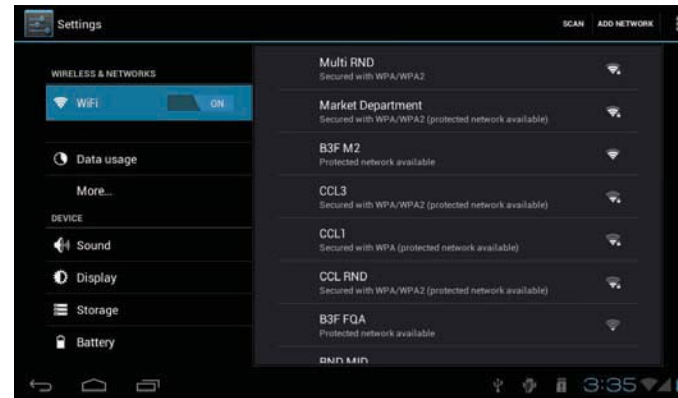 Settings
SCAN ADD NETWORK
WIRELESS & NETWORKS
WiFi ON
Data usage
More...
DEVICE
Sound
Display
Storage
Battery
Multi RND
Secured with WPA/WPA2
Market Department
Secured with WPA/WPA2 (protected network available)
B3F M2
Protected network available
CCL3
Secured with WPA/WPA2 (protected network available)
CCL1
Secured with WPA (protected network available)
CCL RND
Secured with WPA/WPA2 (protected network available)
B3F FQA
Protected network available
RND MID
3:35